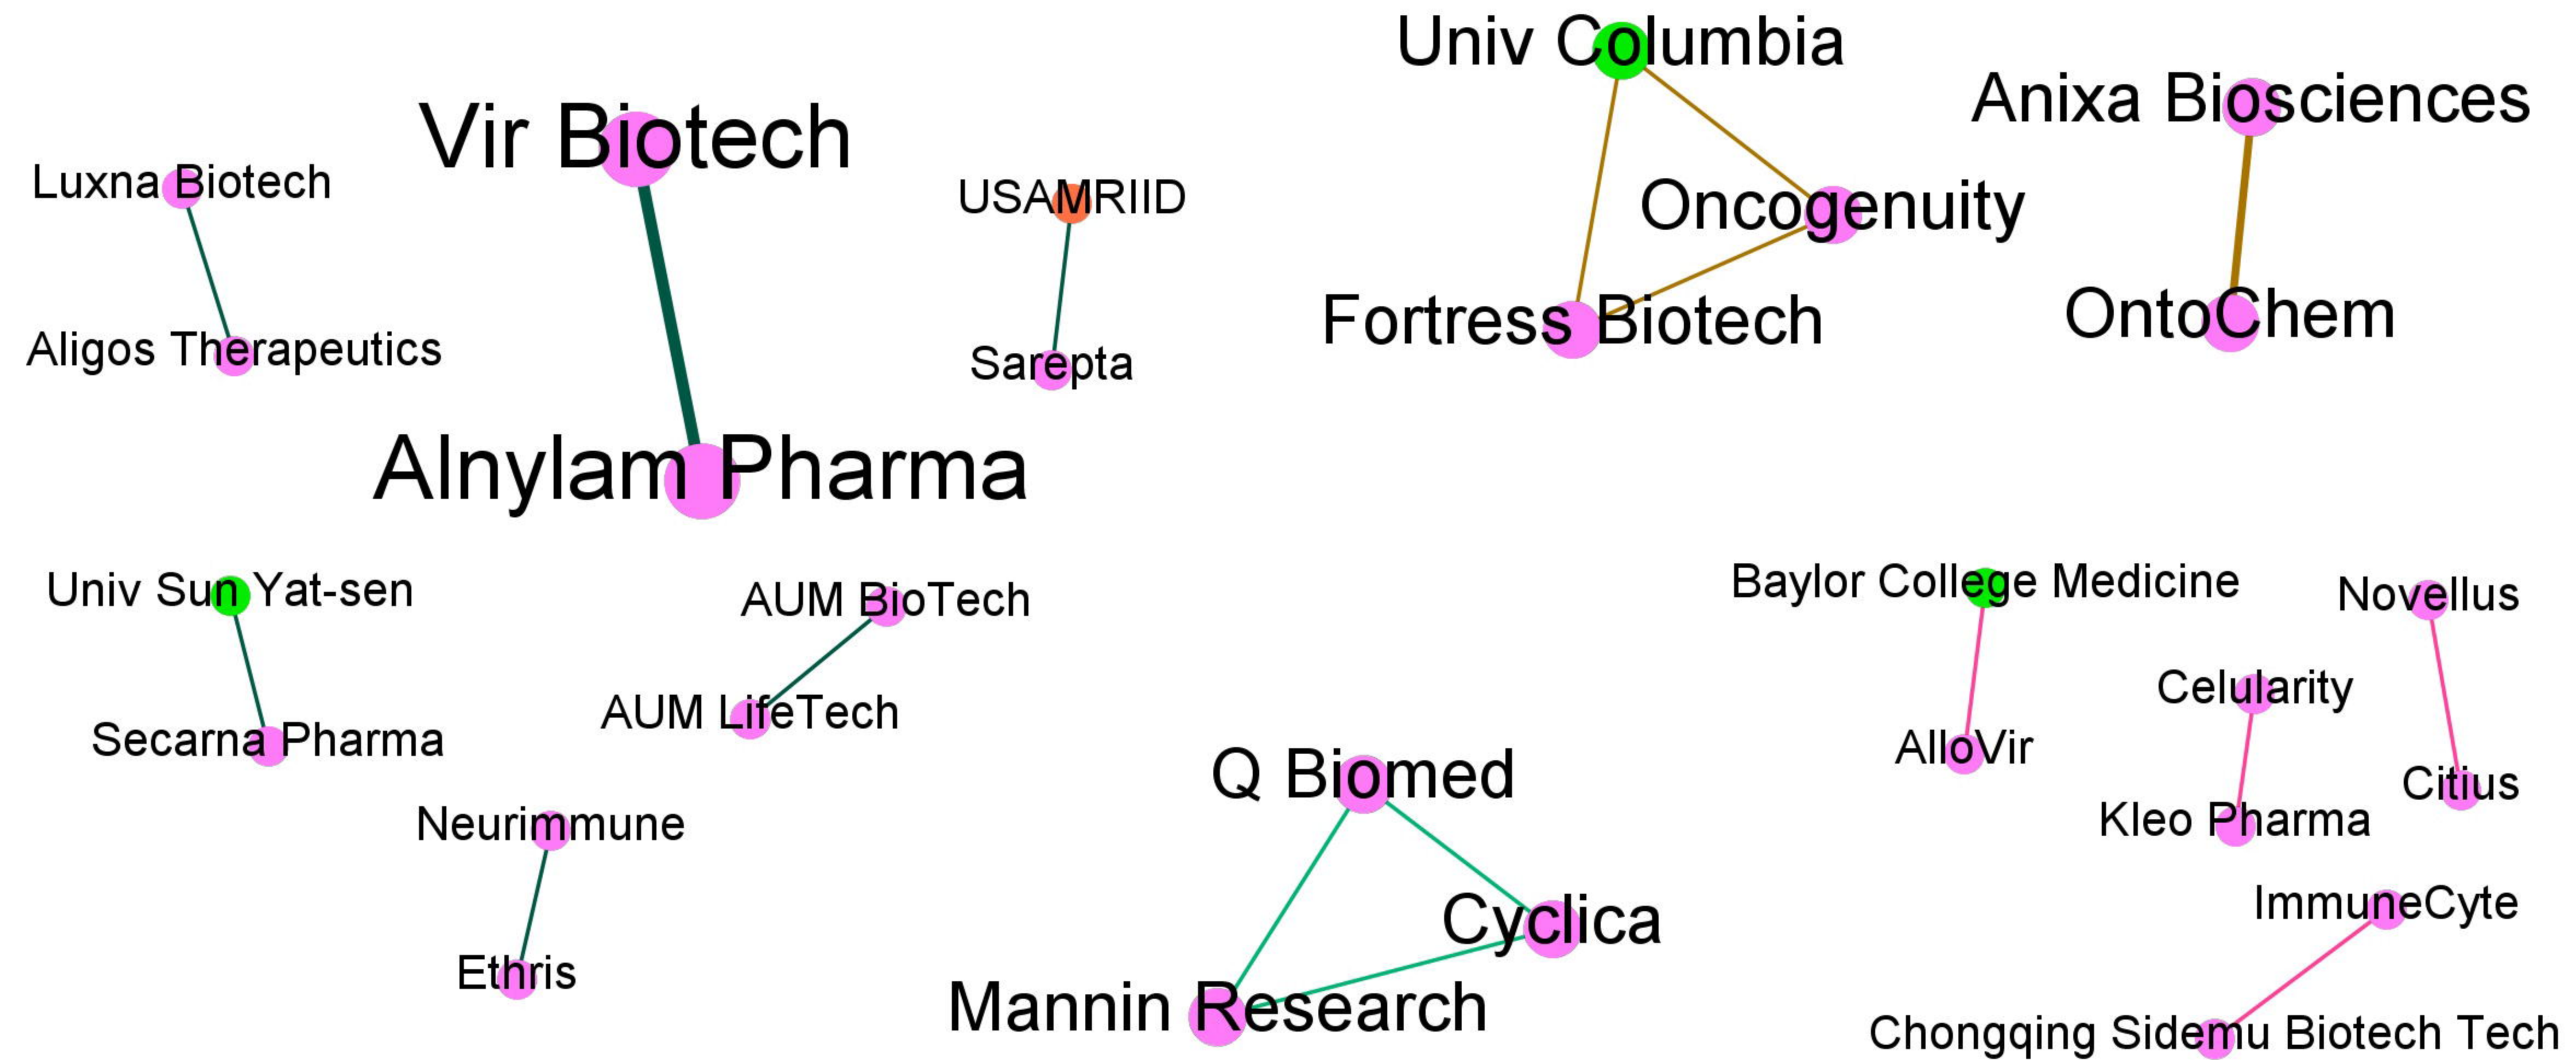 Univ Columbia
Anixa Biosciences
Vir Biotech
Luxna Biotech
USAMRIID
Oncogenuity
Fortress Biotech
OntoChem
Aligos Therapeutics
Sarepta
Alnylam Pharma
Univ Sun Yat-sen
AUM BioTech
Baylor College Medicine
Novellus
Celularity
AUM LifeTech
Secarna Pharma
AlloVir
Q Biomed
Citius
Neurimmune
Kleo Pharma
ImmuneCyte
Cyclica
Ethris
Mannin Research
Chongqing Sidemu Biotech Tech